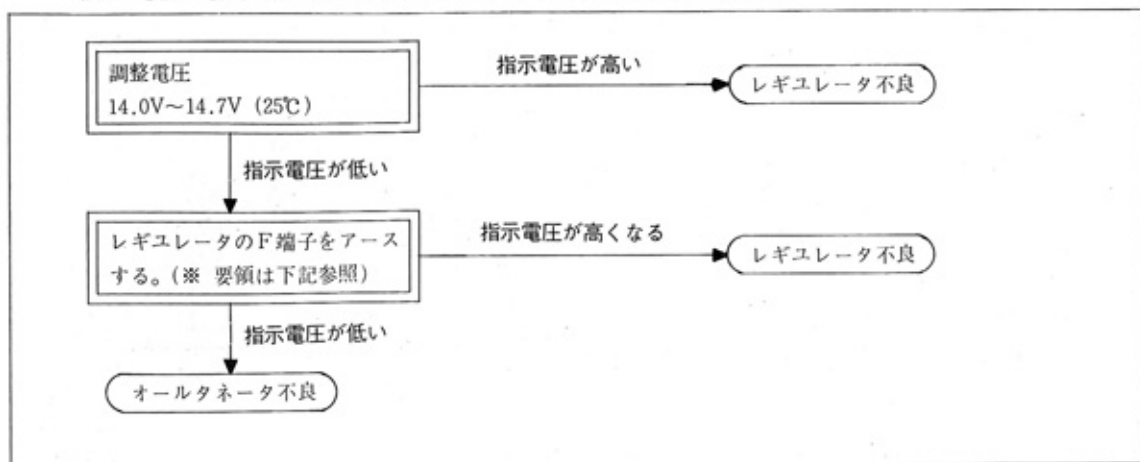 調整電圧
14.0V～14.7V (25℃)
指示電圧が高い
レギユレータ不良
指示電圧が低い
レギユレータのF端子をアース
する。(※ 要領は下記参照)
指示電圧が高くなる
レギユレータ不良
指示電圧が低い
オールタネータ不良